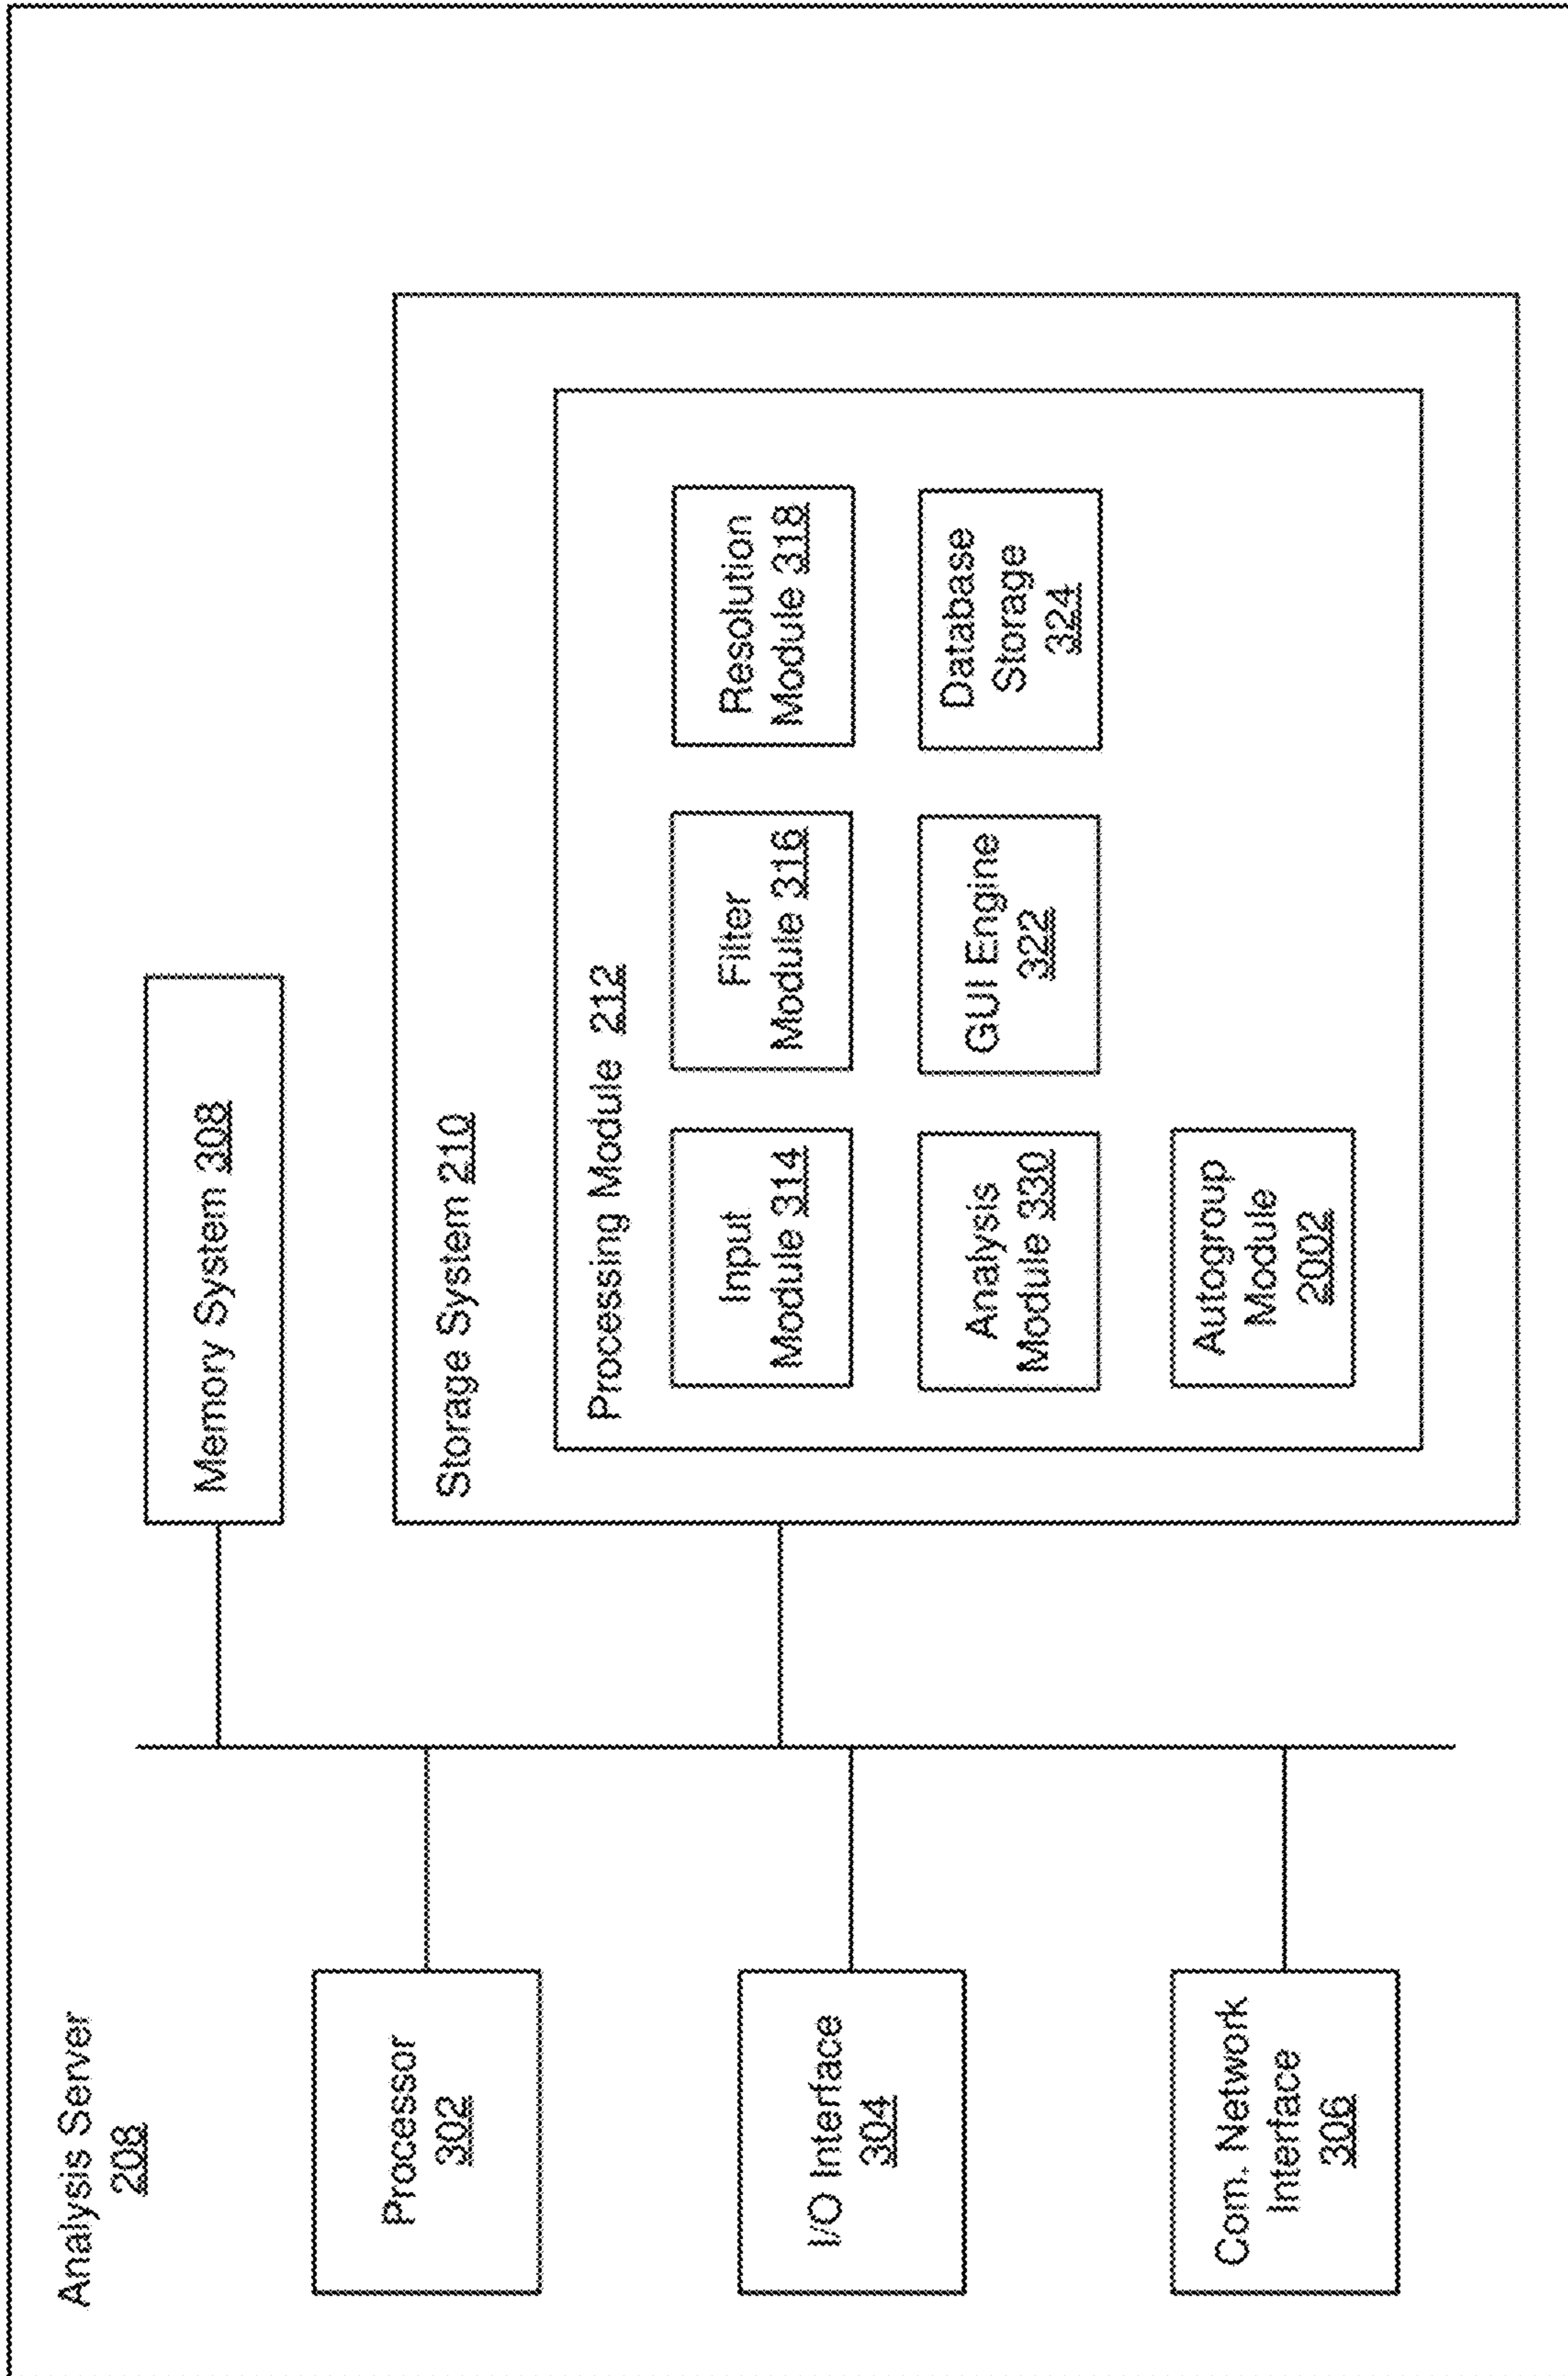 Analysis Server
208
Processor
302
I/O Interface
304
Com. Network
Interface
306
Memory System 308
Storage System 210
Processing Module 212
Input
Module 314
Filter
Module 316
Resolution
Module 318
Analysis
Module 330
GUI Engine
322
Database
Storage
324
Autogroup
Module
2002